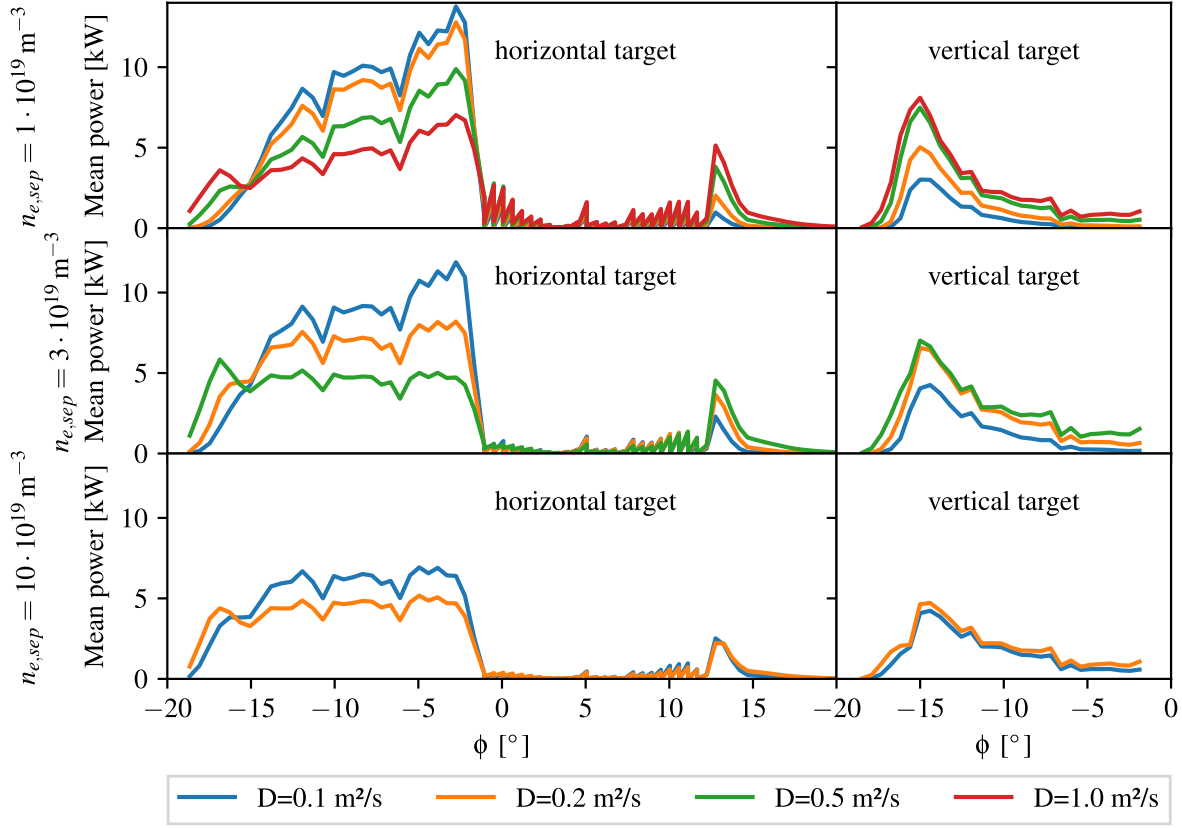 n_{e,sep} = 1 · 10^{19} m^{−3}
Mean power [kW]
10
5
0
horizontal target
vertical target
n_{e,sep} = 3 · 10^{19} m^{−3}
Mean power [kW]
10
5
0
horizontal target
vertical target
n_{e,sep} = 10 · 10^{19} m^{−3}
Mean power [kW]
10
5
0
horizontal target
vertical target
−20 −15 −10 −5 0 5 10 15 −20 −15 −10 −5 0
ϕ [°] ϕ [°]
D=0.1 m²/s D=0.2 m²/s D=0.5 m²/s D=1.0 m²/s